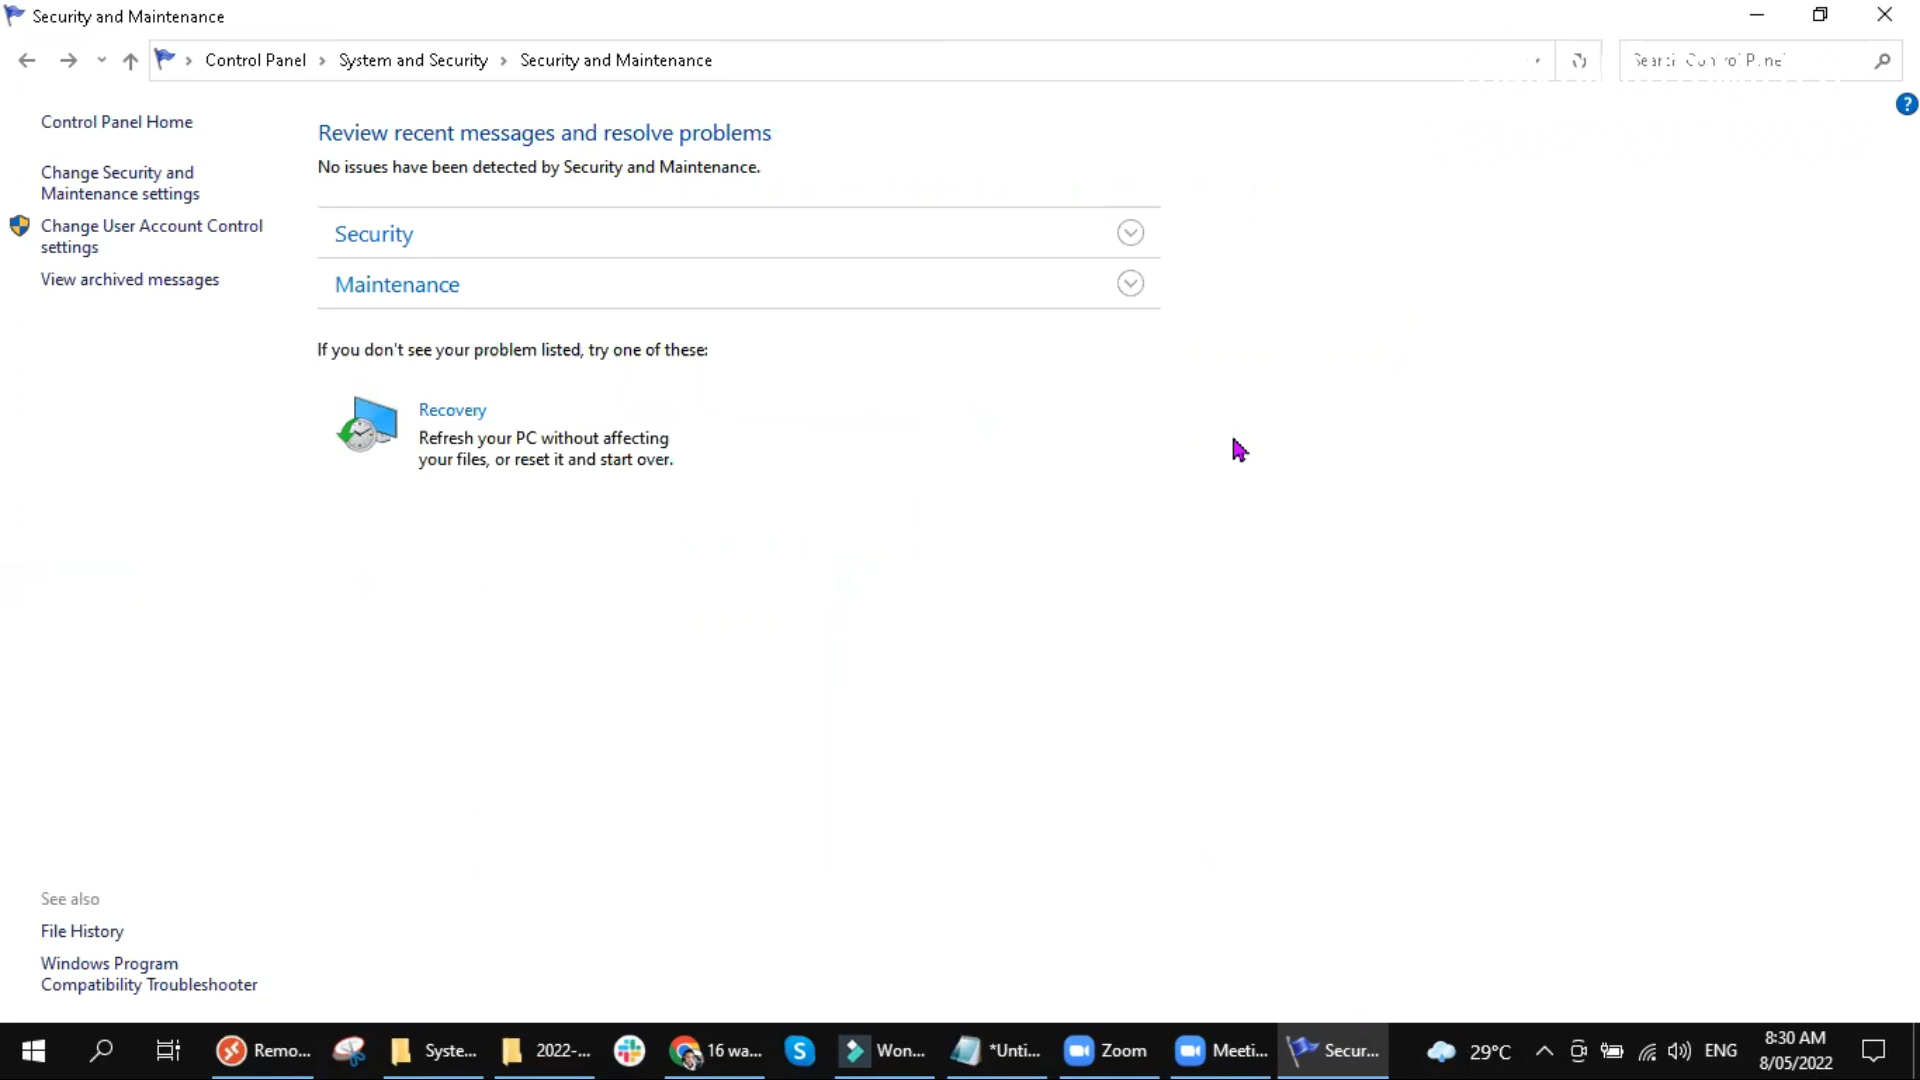 Security and Maintenance
Control Panel
System and Security
Security and Maintenance
Search Control Panel
Control Panel Home
Change Security and
Maintenance settings
Change User Account Control
settings
View archived messages
Review recent messages and resolve problems
No issues have been detected by Security and Maintenance.
Security
Maintenance
If you don't see your problem listed, try one of these:
Recovery
Refresh your PC without affecting
your files, or reset it and start over.
See also
File History
Windows Program
Compatibility Troubleshooter
Remo...
Syste...
2022-...
16 wa...
Won...
*Unti...
Zoom
Meeti...
Secur...
29°C
ENG
8:30 AM
8/05/2022